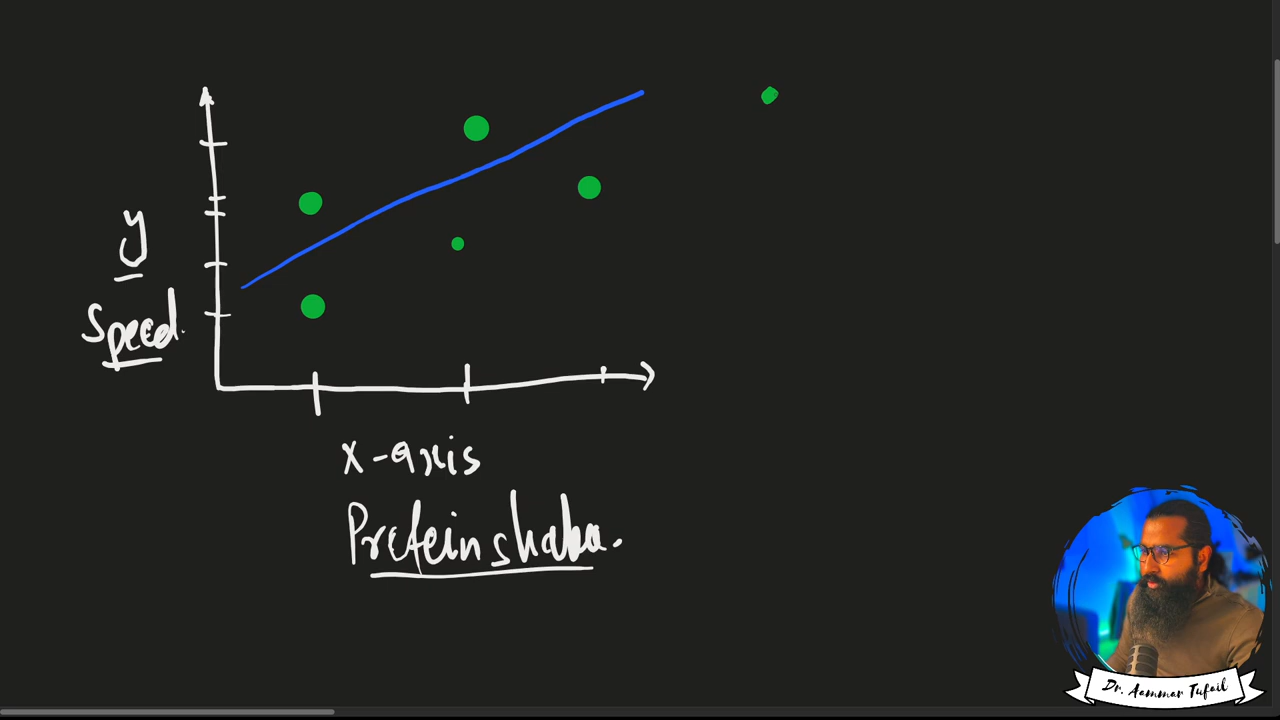 y
Speed.
x-axis
Protein shake.
Dr. Aammar Tufail